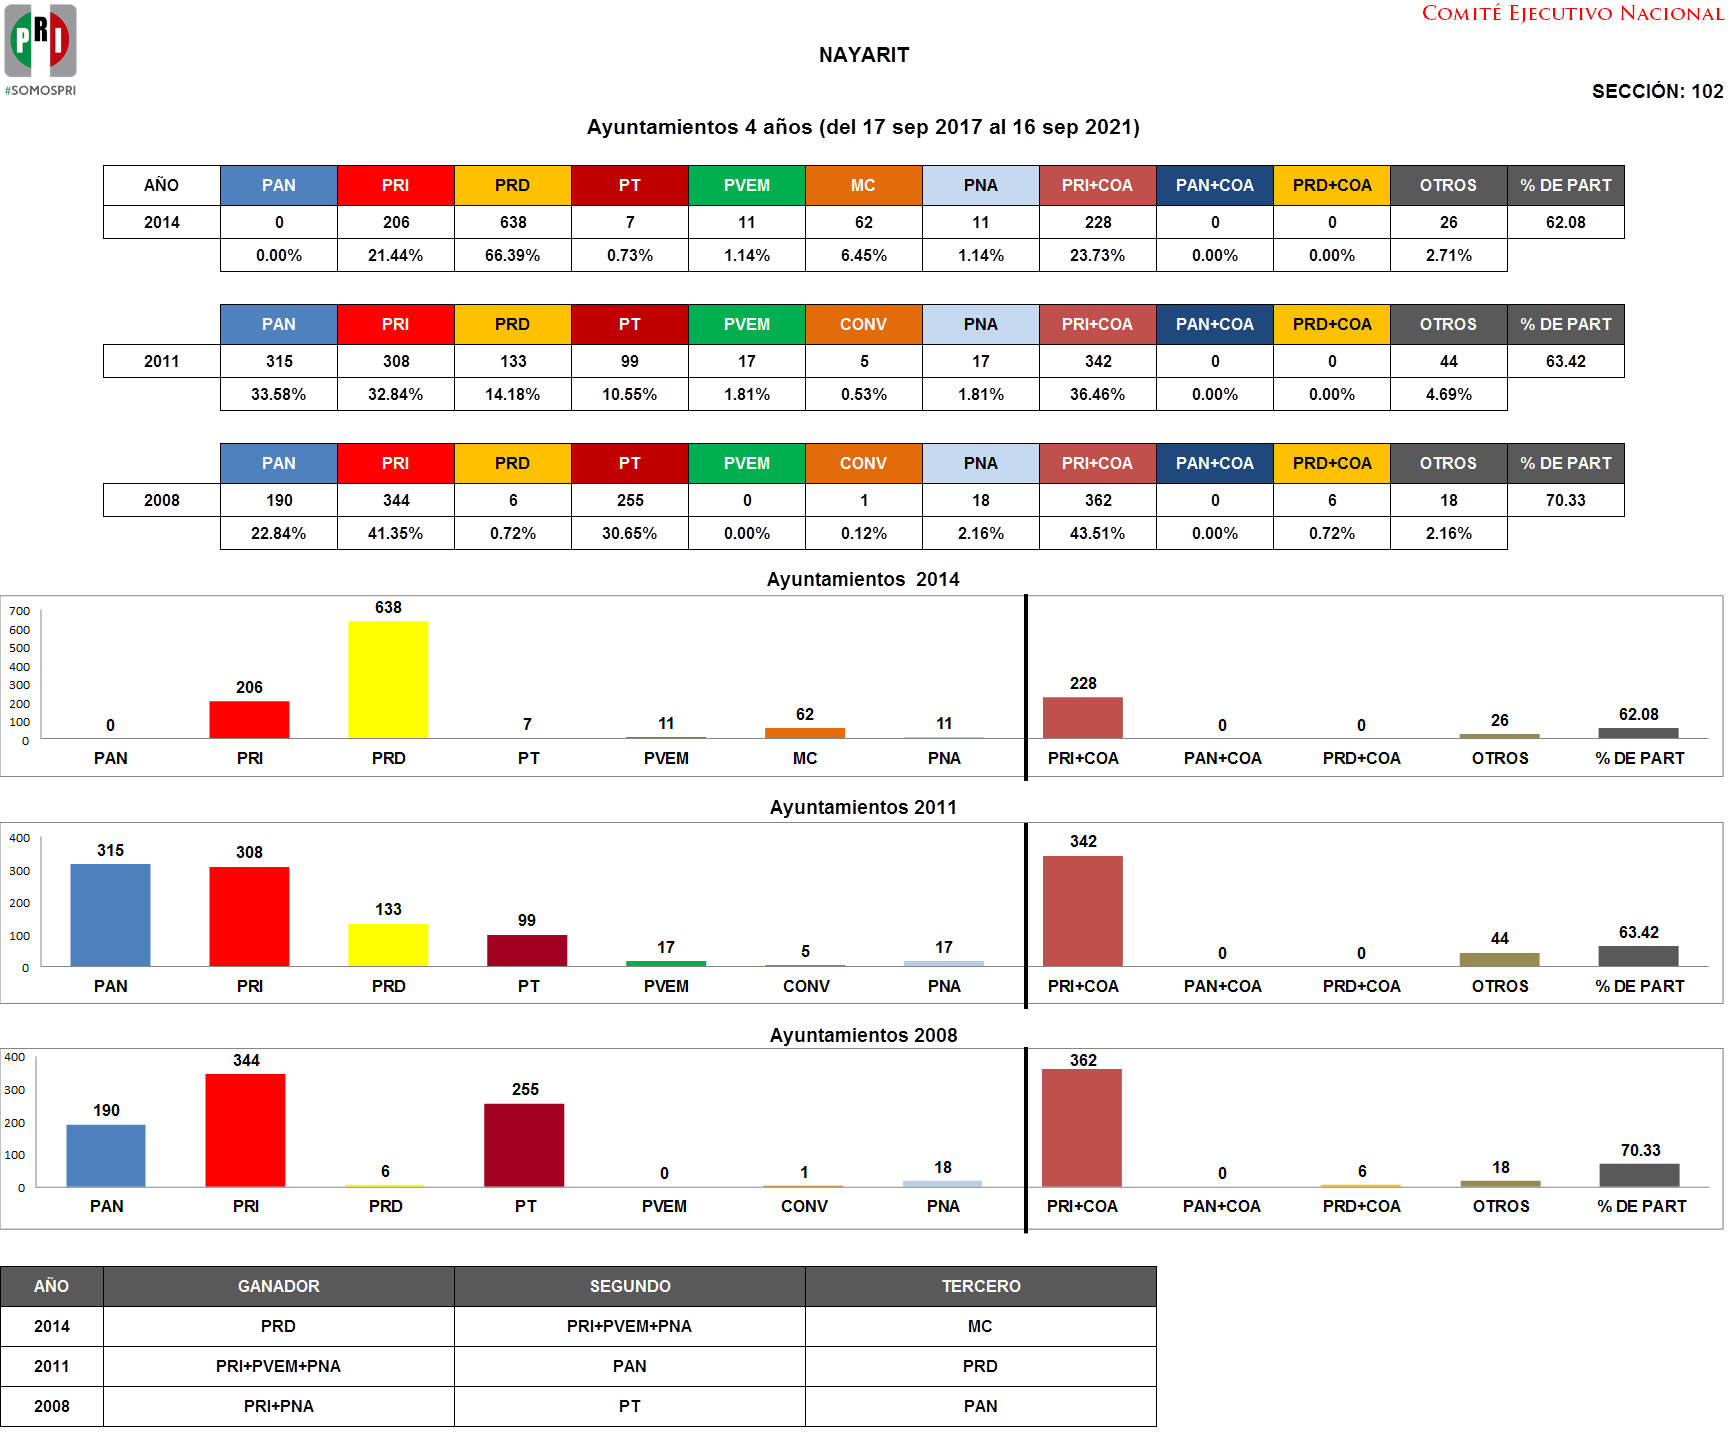 COMITÉ EJECUTIVO NACIONAL
PRI
#SOMOSPRI
NAYARIT
SECCIÓN: 102
Ayuntamientos 4 años (del 17 sep 2017 al 16 sep 2021)
AÑO PAN PRI PRD PT PVEM MC PNA PRI+COA PAN+COA PRD+COA OTROS % DE PART
2014 0 206 638 7 11 62 11 228 0 0 26 62.08
0.00% 21.44% 66.39% 0.73% 1.14% 6.45% 1.14% 23.73% 0.00% 0.00% 2.71%
PAN PRI PRD PT PVEM CONV PNA PRI+COA PAN+COA PRD+COA OTROS % DE PART
2011 315 308 133 99 17 5 17 342 0 0 44 63.42
33.58% 32.84% 14.18% 10.55% 1.81% 0.53% 1.81% 36.46% 0.00% 0.00% 4.69%
PAN PRI PRD PT PVEM CONV PNA PRI+COA PAN+COA PRD+COA OTROS % DE PART
2008 190 344 6 255 0 1 18 362 0 6 18 70.33
22.84% 41.35% 0.72% 30.65% 0.00% 0.12% 2.16% 43.51% 0.00% 0.72% 2.16%
Ayuntamientos 2014
700
600
500
400
300
200
100
0
0 206 638 7 11 62 11 228 0 0 26 62.08
PAN PRI PRD PT PVEM MC PNA PRI+COA PAN+COA PRD+COA OTROS % DE PART
Ayuntamientos 2011
400
300
200
100
0
315 308 133 99 17 5 17 342 0 0 44 63.42
PAN PRI PRD PT PVEM CONV PNA PRI+COA PAN+COA PRD+COA OTROS % DE PART
Ayuntamientos 2008
400
300
200
100
0
190 344 6 255 0 1 18 362 0 6 18 70.33
PAN PRI PRD PT PVEM CONV PNA PRI+COA PAN+COA PRD+COA OTROS % DE PART
AÑO GANADOR SEGUNDO TERCERO
2014 PRD PRI+PVEM+PNA MC
2011 PRI+PVEM+PNA PAN PRD
2008 PRI+PNA PT PAN